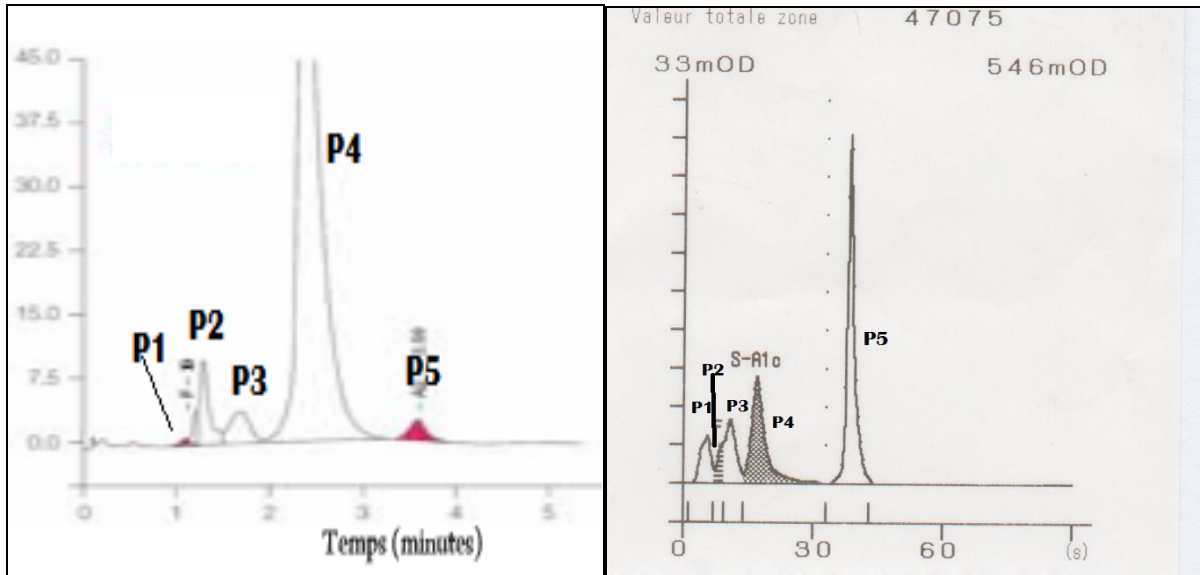 45.0
37.5
30.0
22.5
15.0
7.5
0.0
P1
P2
P3
P4
P5
0 1 2 3 4 5
Temps (minutes)
Valeur totale zone 47075
33mOD 546mOD
S-A1c
P1
P2
P3
P4
P5
0 30 60 (s)